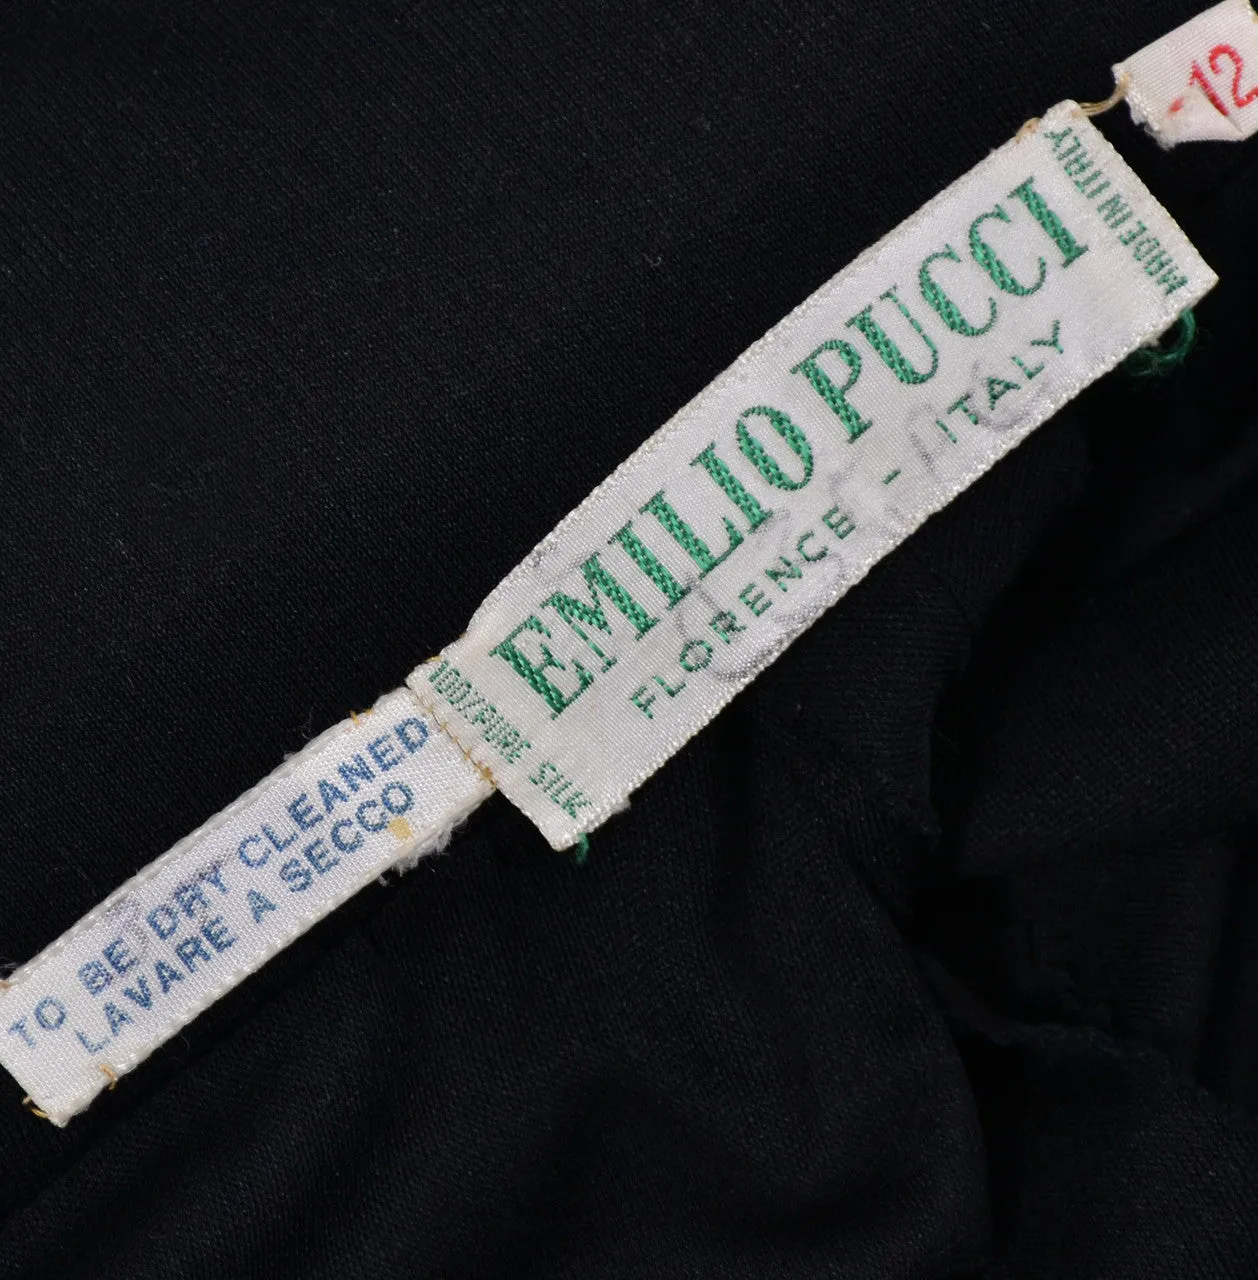 12
MADE IN ITALY
EMILIO PUCCI
FLORENCE - ITALY
100% PURE SILK
TO BE DRY CLEANED
LAVARE A SECCO